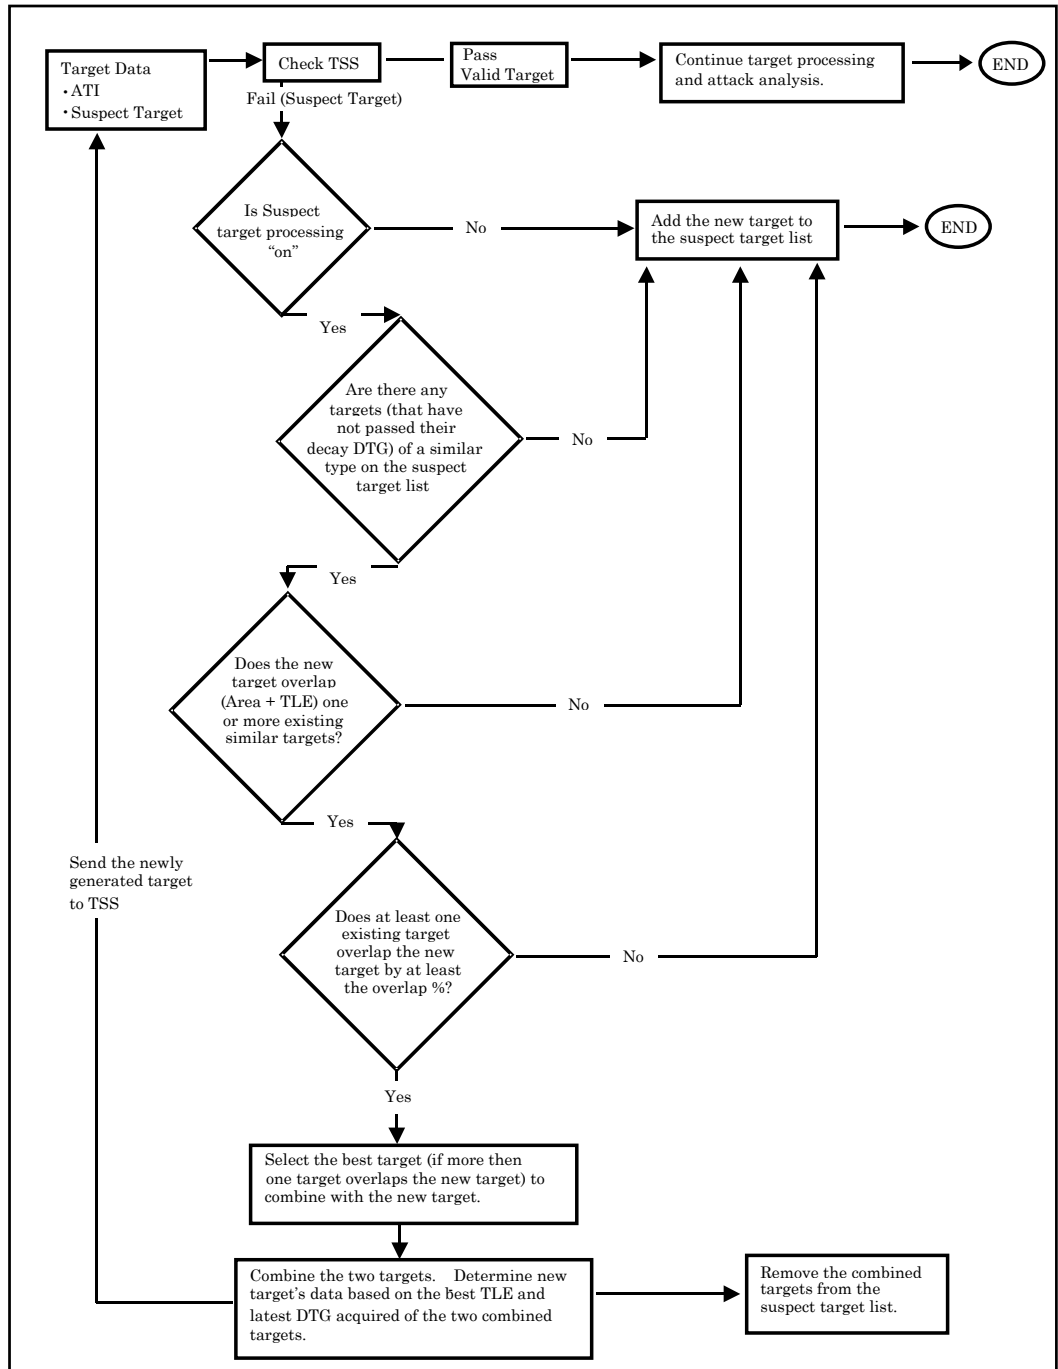 Target Data
• ATI
• Suspect Target
Check TSS
Pass
Valid Target
Continue target processing
and attack analysis.
END
Fail (Suspect Target)
Is Suspect
target processing
“on”
No
Add the new target to
the suspect target list
END
Yes
Are there any
targets (that have
not passed their
decay DTG) of a similar
type on the suspect
target list
No
Yes
Does the new
target overlap
(Area + TLE) one
or more existing
similar targets?
No
Yes
Send the newly
generated target
to TSS
Does at least one
existing target
overlap the new
target by at least
the overlap %?
No
Yes
Select the best target (if more then
one target overlaps the new target) to
combine with the new target.
Combine the two targets. Determine new
target's data based on the best TLE and
latest DTG acquired of the two combined
targets.
Remove the combined
targets from the
suspect target list.